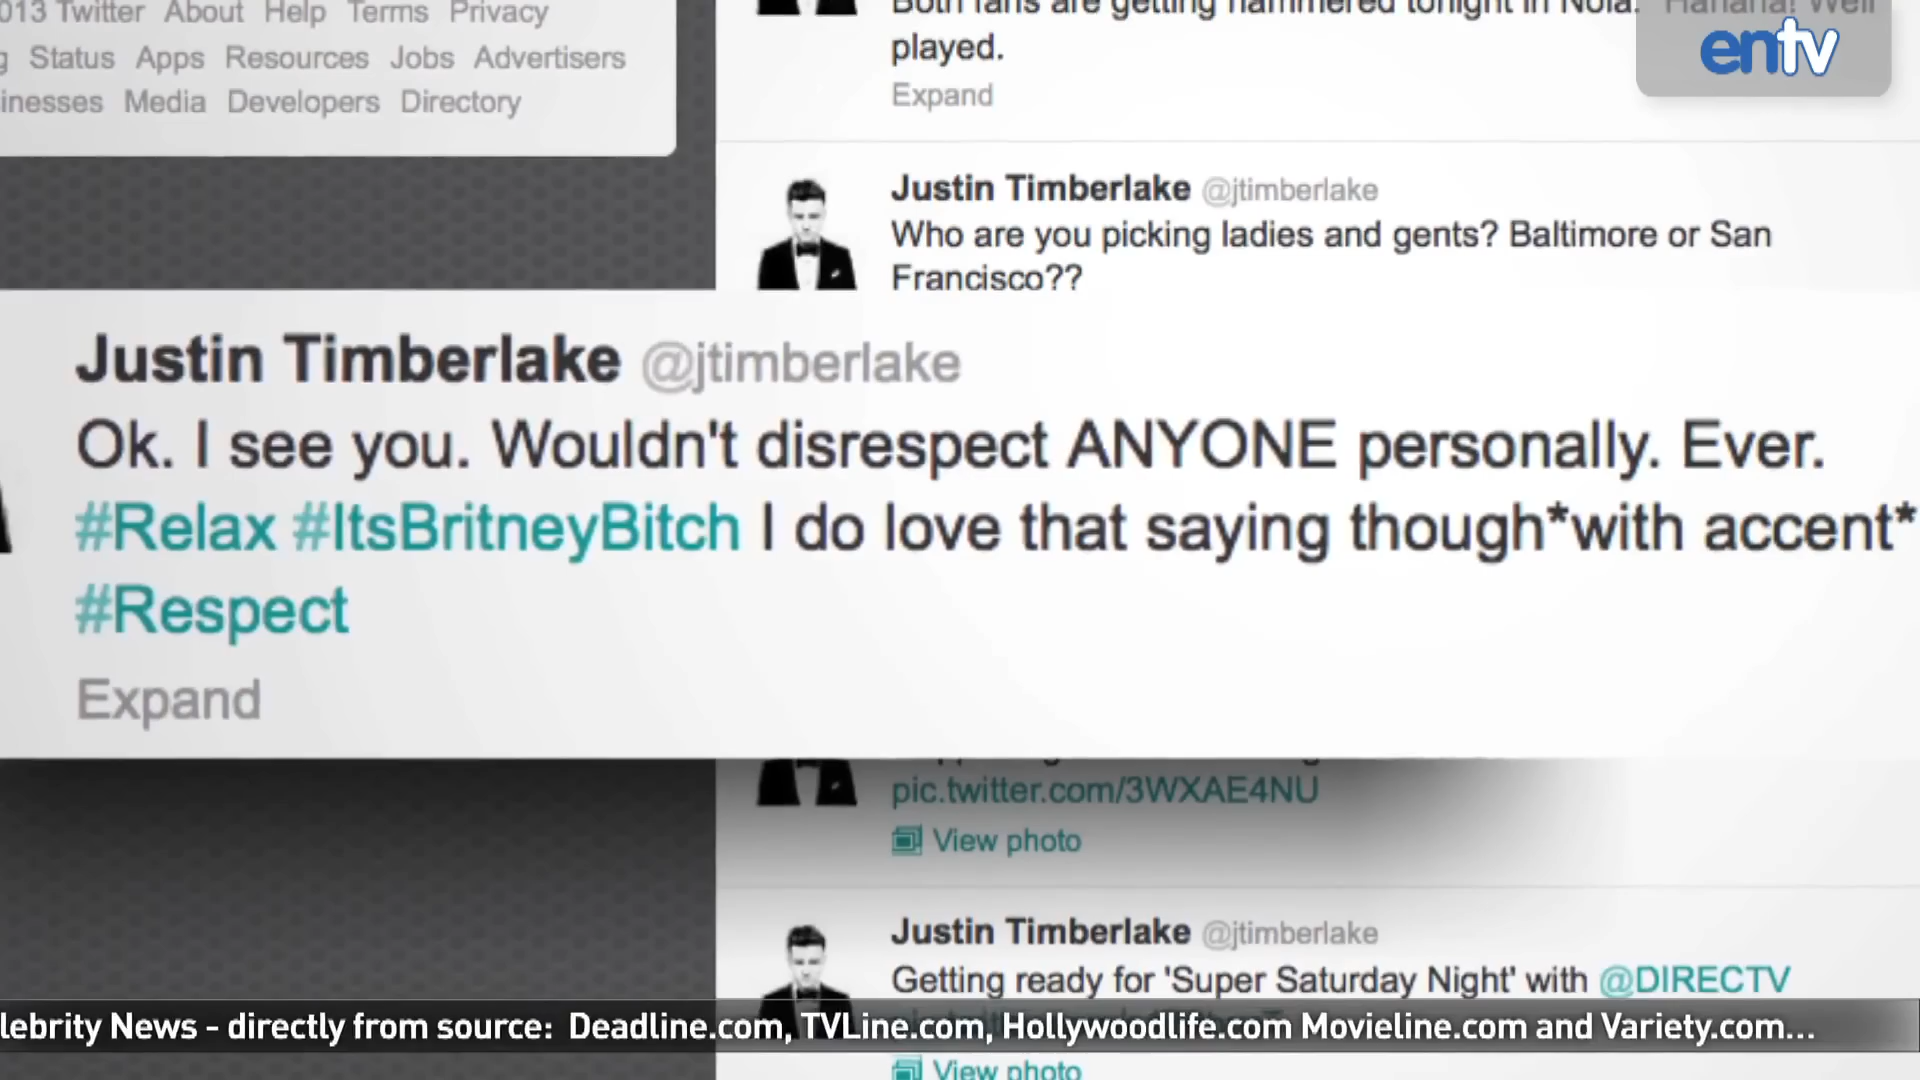 013 Twitter About Help Terms Privacy
Status Apps Resources Jobs Advertisers
inesses Media Developers Directory
Both fans are getting hammered tonight in Nola." "Hahaha! Well
played.
Expand
entv
Justin Timberlake @jtimberlake
Who are you picking ladies and gents? Baltimore or San
Francisco??
Justin Timberlake @jtimberlake
Ok. I see you. Wouldn't disrespect ANYONE personally. Ever.
#Relax #ItsBritneyBitch I do love that saying though*with accent*
#Respect
Expand
pic.twitter.com/3WXAE4NU
View photo
Justin Timberlake @jtimberlake
Getting ready for 'Super Saturday Night' with @DIRECTV
lebrity News - directly from source: Deadline.com, TVLine.com, Hollywoodlife.com Movieline.com and Variety.com...
View photo